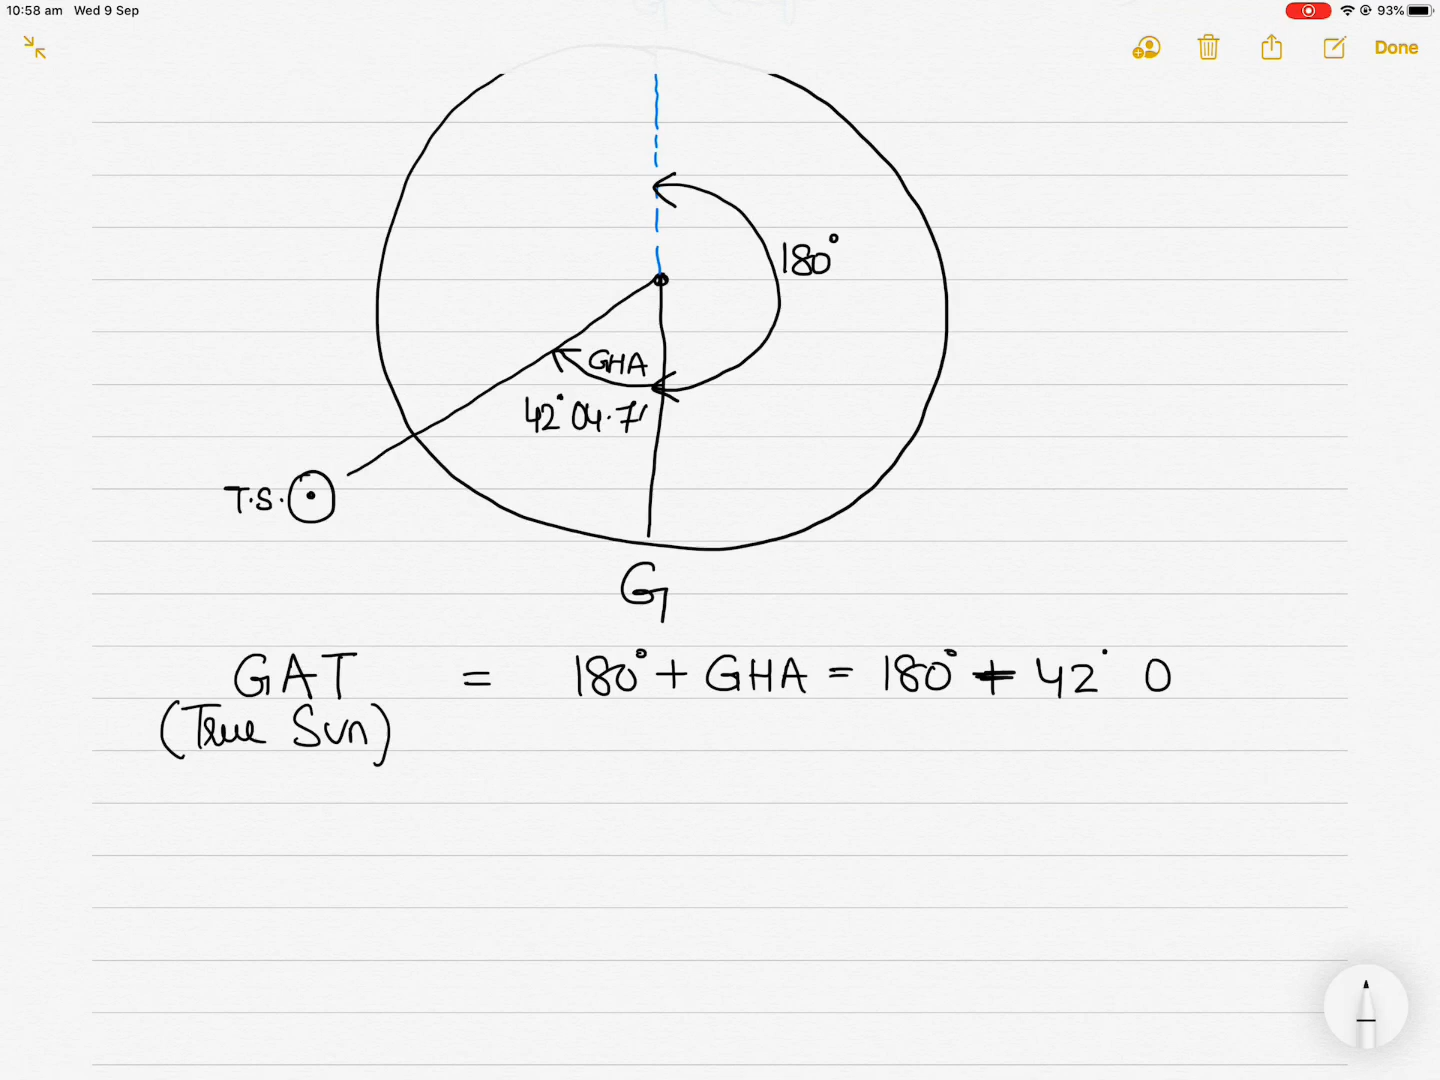 10:58 am Wed 9 Sep
93%
Done
180°
GHA
42° 04.7'
T.S.
G
GAT = 180° + GHA = 180° + 42° 0
(True Sun)